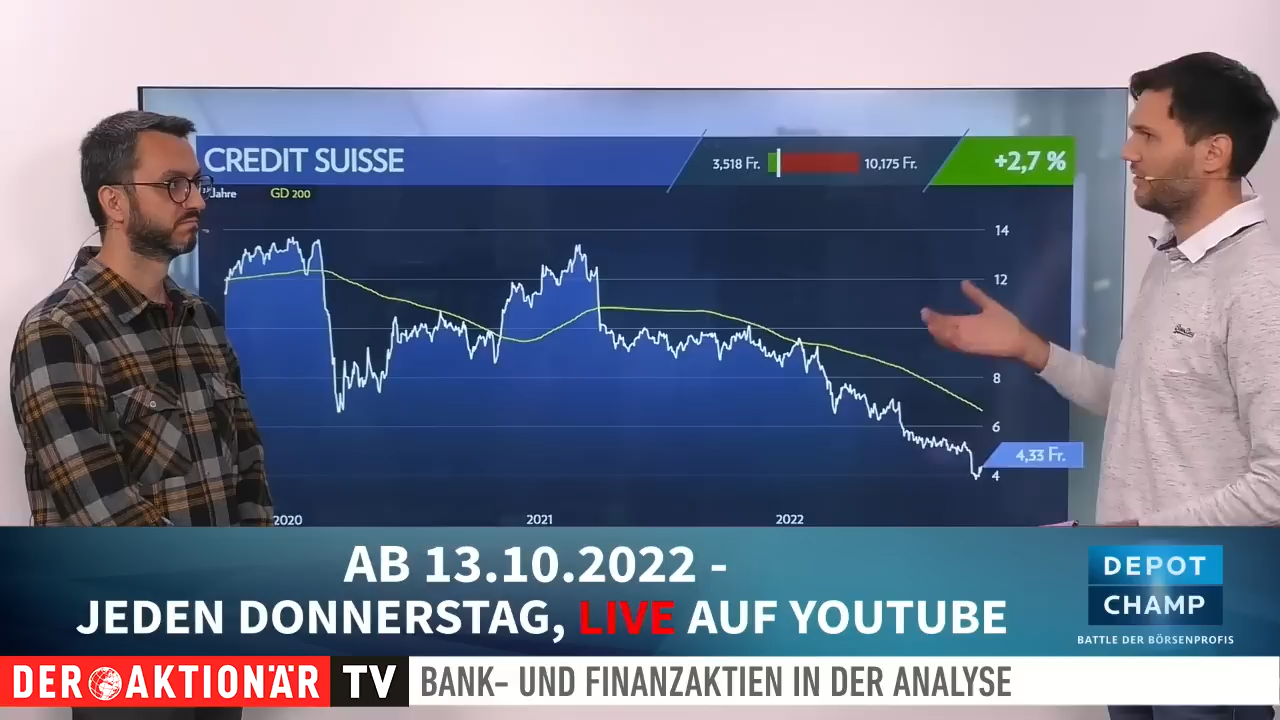 CREDIT SUISSE
3,518 Fr.
10,175 Fr.
+2,7 %
Jahre
GD 200
14
12
8
6
4,33 Fr.
4
2020
2021
2022
AB 13.10.2022 -
JEDEN DONNERSTAG, LIVE AUF YOUTUBE
DEPOT
CHAMP
BATTLE DER BÖRSENPROFIS
DER AKTIONÄR TV
BANK- UND FINANZAKTIEN IN DER ANALYSE